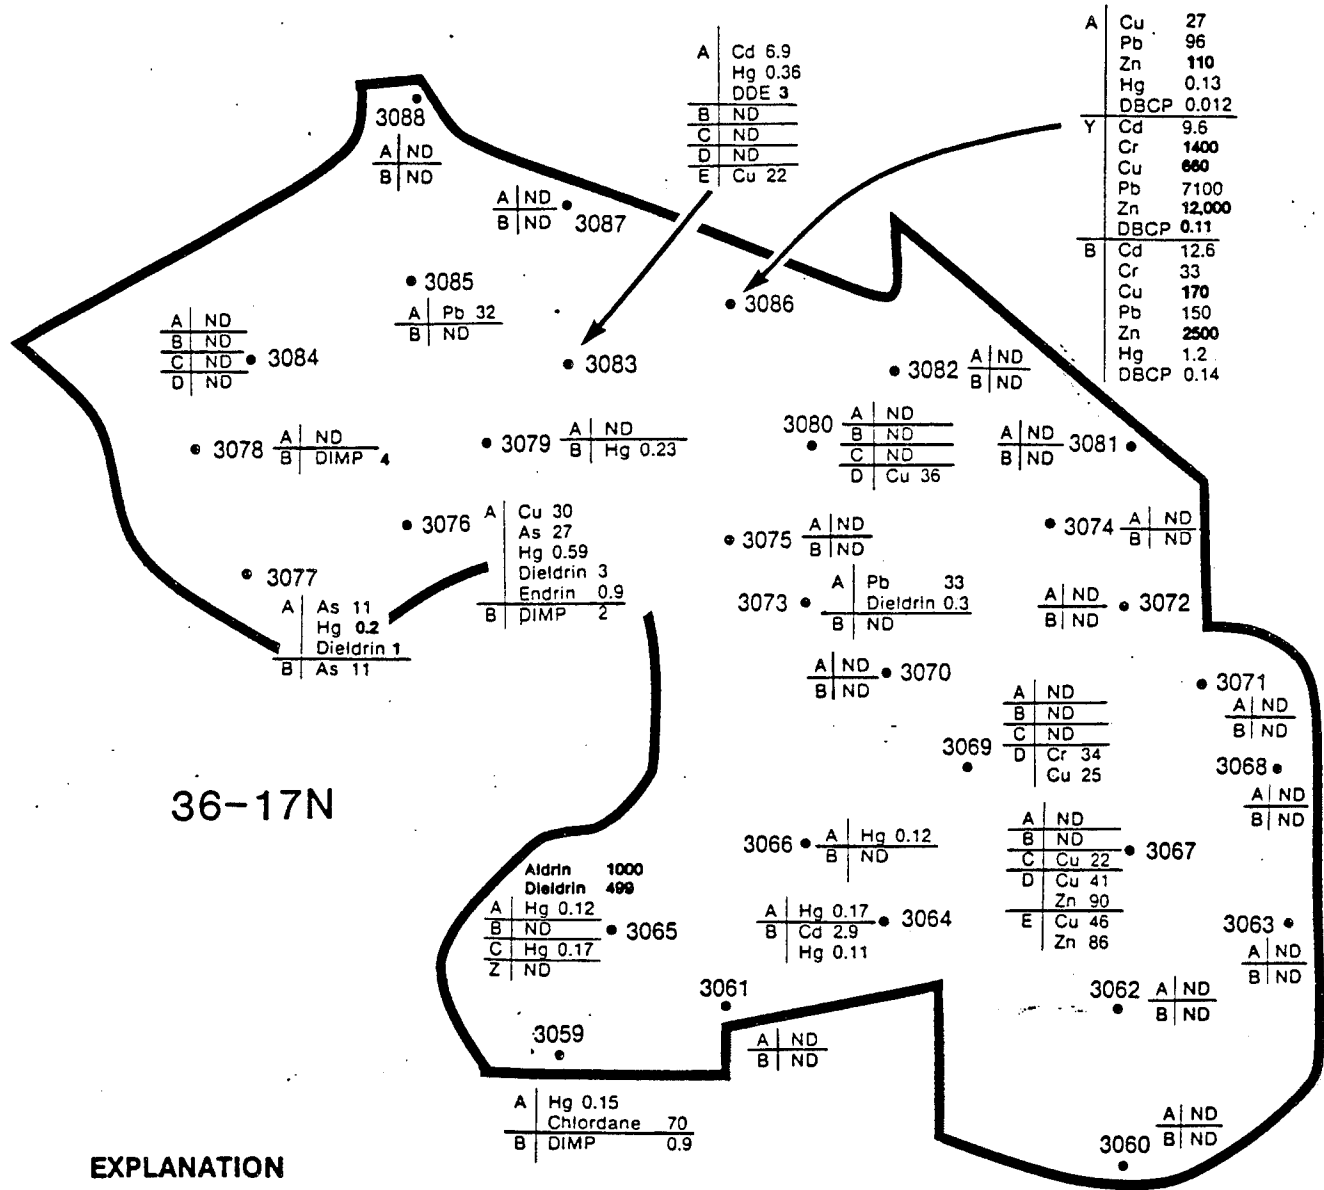 A Cu 27
Pb 96
Zn 110
Hg 0.13
DBCP 0.012
Y Cd 9.6
Cr 1400
Cu 660
Pb 7100
Zn 12,000
DBCP 0.11
B Cd 12.6
Cr 33
Cu 170
Pb 150
Zn 2500
Hg 1.2
DBCP 0.14
A Cd 6.9
Hg 0.36
DDE 3
B ND
C ND
D ND
E Cu 22
3088
A ND
B ND
A ND
B ND
3087
3085
A Pb 32
B ND
3086
A ND
B ND
C ND
D ND
3084
3083
3082
A ND
B ND
3078
A ND
B DIMP 4
3079
A ND
B Hg 0.23
3080
A ND
B ND
C ND
D Cu 36
A ND
B ND
3081
3076
A Cu 30
As 27
Hg 0.59
Dieldrin 3
Endrin 0.9
B DIMP 2
3075
A ND
B ND
3074
A ND
B ND
3077
A As 11
Hg 0.2
Dieldrin 1
B As 11
3073
A Pb 33
Dieldrin 0.3
B ND
A ND
B ND
3072
A ND
B ND
3070
3071
A ND
B ND
3069
A ND
B ND
C ND
D Cr 34
Cu 25
3068
A ND
B ND
36-17N
3066
A Hg 0.12
B ND
A ND
B ND
C Cu 22
D Cu 41
Zn 90
E Cu 46
Zn 86
3067
Aldrin 1000
Dieldrin 499
A Hg 0.12
B ND
C Hg 0.17
Z ND
3065
A Hg 0.17
B Cd 2.9
Hg 0.11
3064
3063
A ND
B ND
3061
A ND
B ND
3062
A ND
B ND
3059
A Hg 0.15
Chlordane 70
B DIMP 0.9
3060
A ND
B ND
EXPLANATION